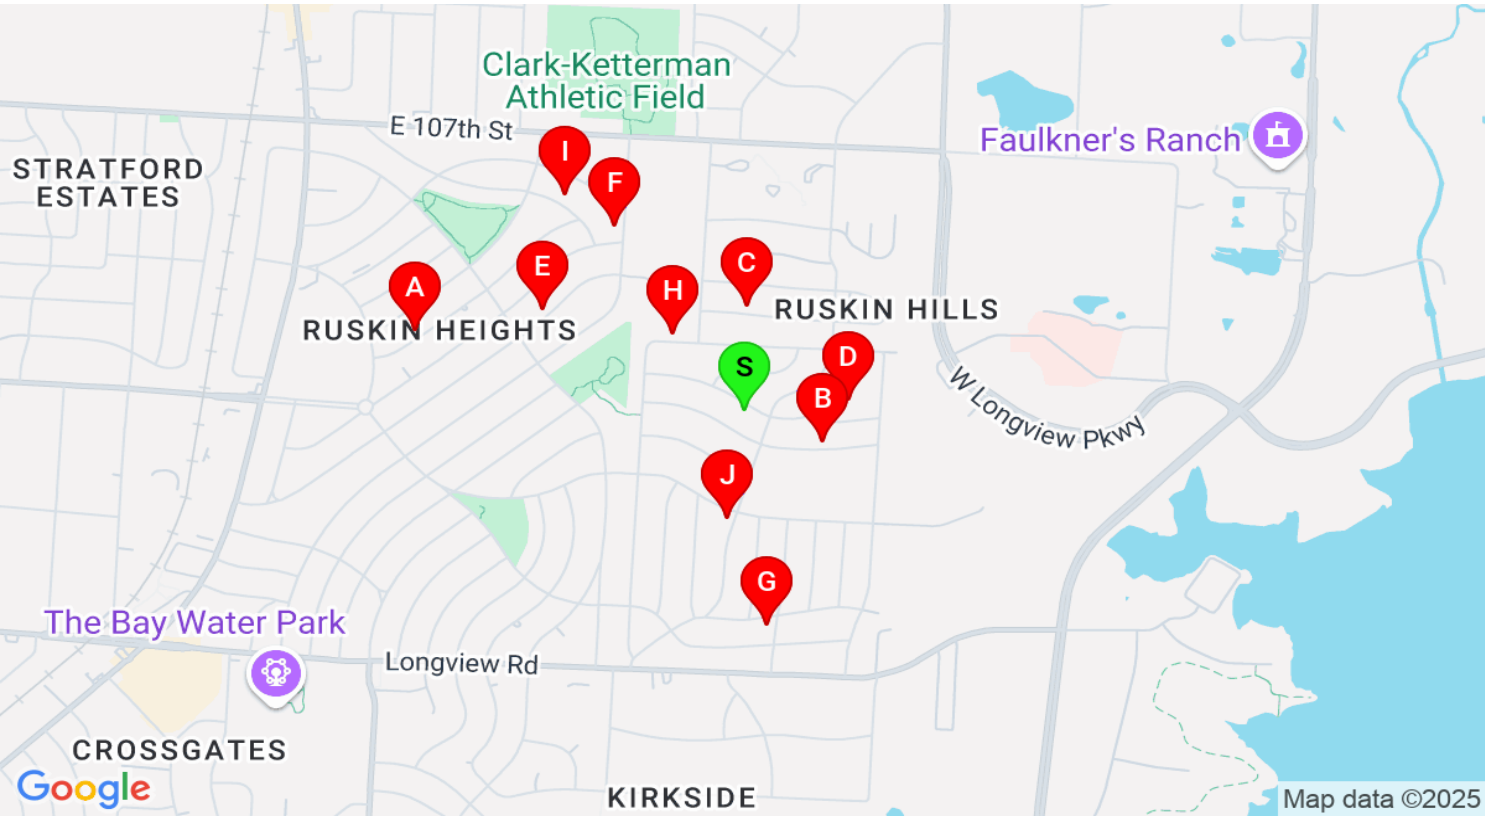 Clark-Ketterman
Athletic Field
E 107th St
Faulkner's Ranch
STRATFORD
ESTATES
I
F
C
E
A
H
RUSKIN HILLS
RUSKIN HEIGHTS
D
S
B
W Longview Pkwy
J
G
The Bay Water Park
Longview Rd
CROSSGATES
Google
KIRKSIDE
Map data ©2025